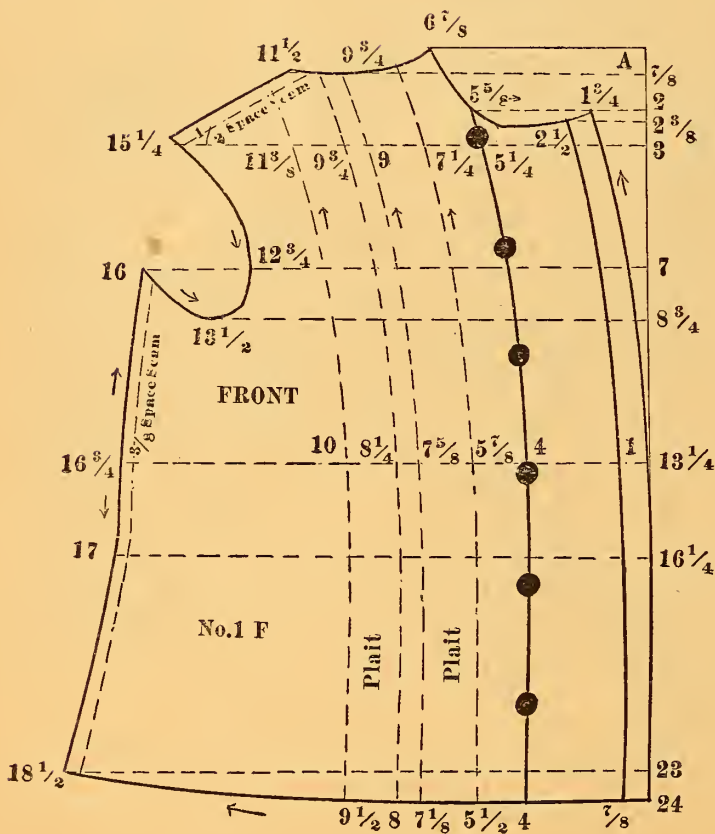 6 7/8
11 1/2 9 3/4 A
7/8
5 5/8 1 3/4 2
2 3/8
15 1/4 1/2 Space Seam 2 1/2
11 3/8 9 3/4 9 7/4 5 1/4 3
16 12 3/4 7
13 1/2 8 3/4
3/8 Space Seam
FRONT
16 3/4 10 8 1/4 7 5/8 5 7/8 4 1 13 1/4
17 16 1/4
No. 1 F
Plait Plait
18 1/2 23
24
9 1/2 8 7 1/8 5 1/2 4 7/8